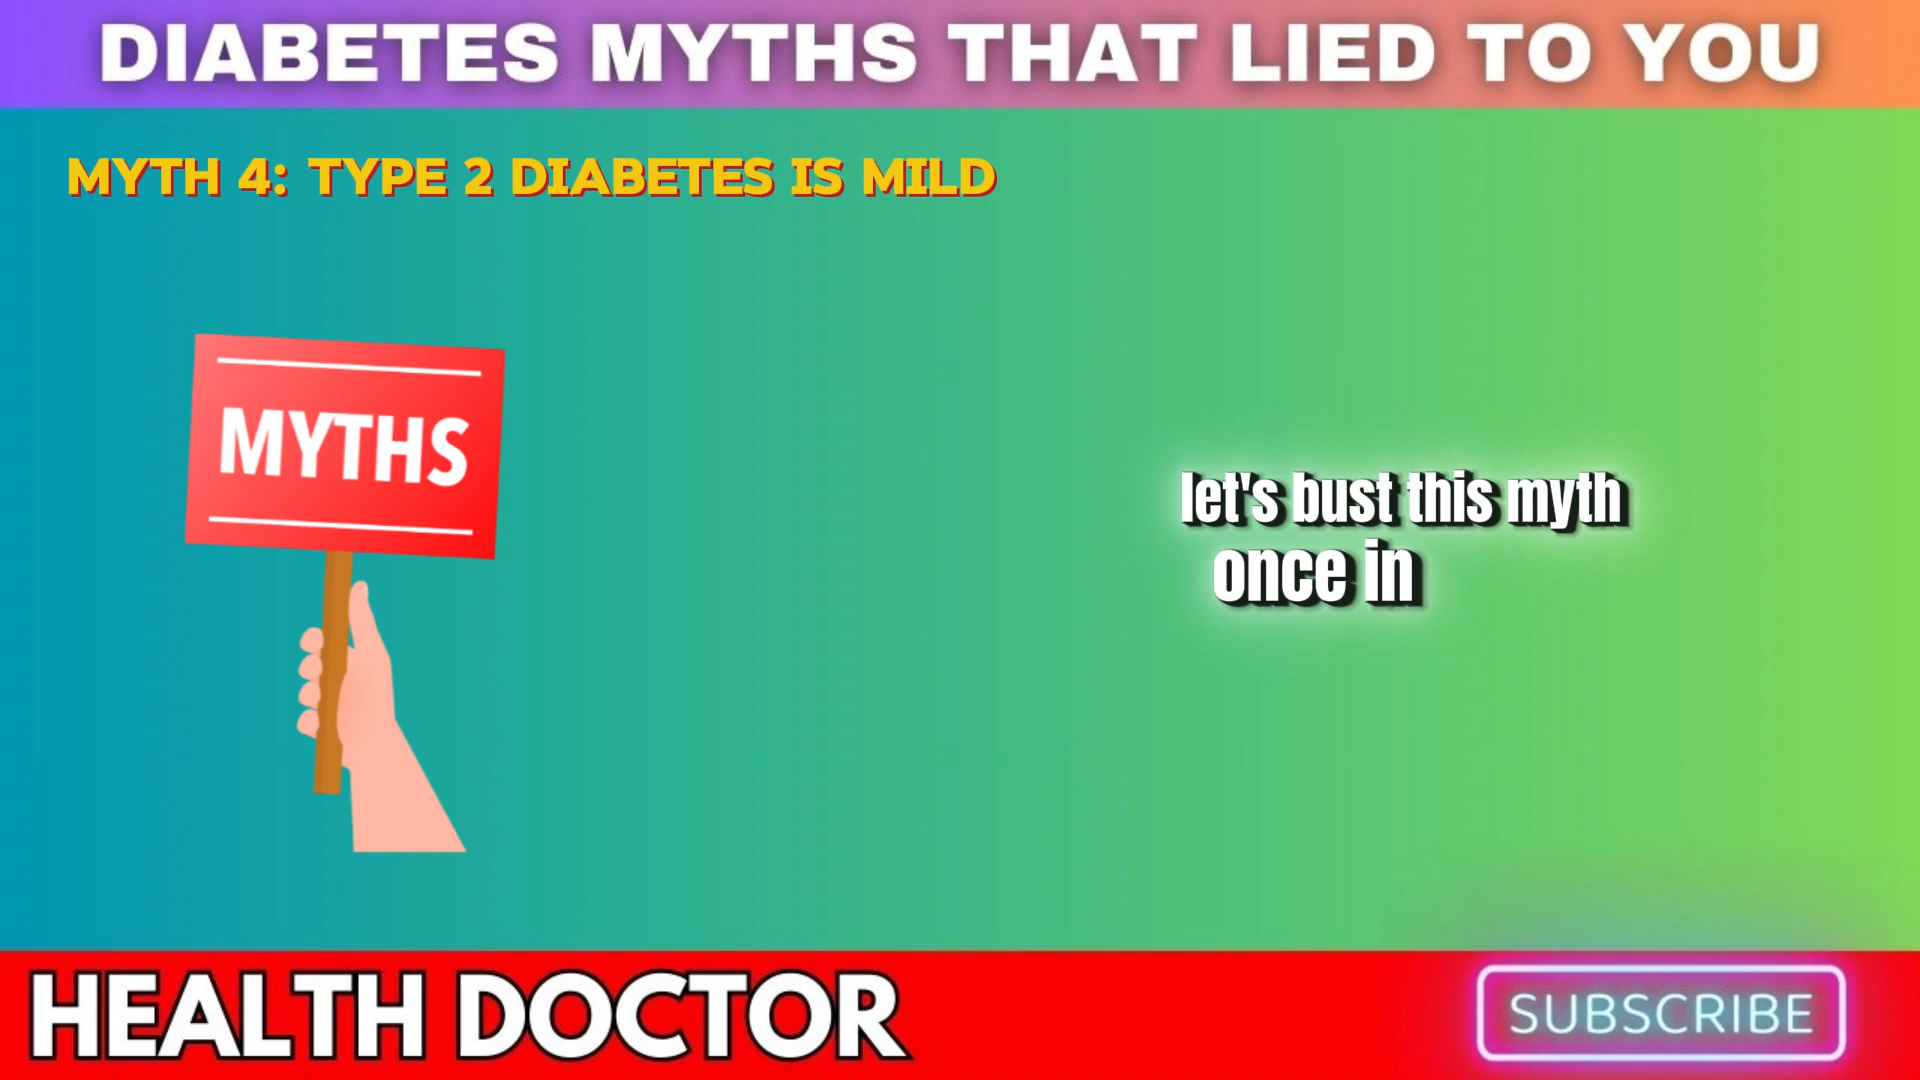 DIABETES MYTHS THAT LIED TO YOU
MYTH 4: TYPE 2 DIABETES IS MILD
MYTHS
let's bust this myth
once in
HEALTH DOCTOR
SUBSCRIBE